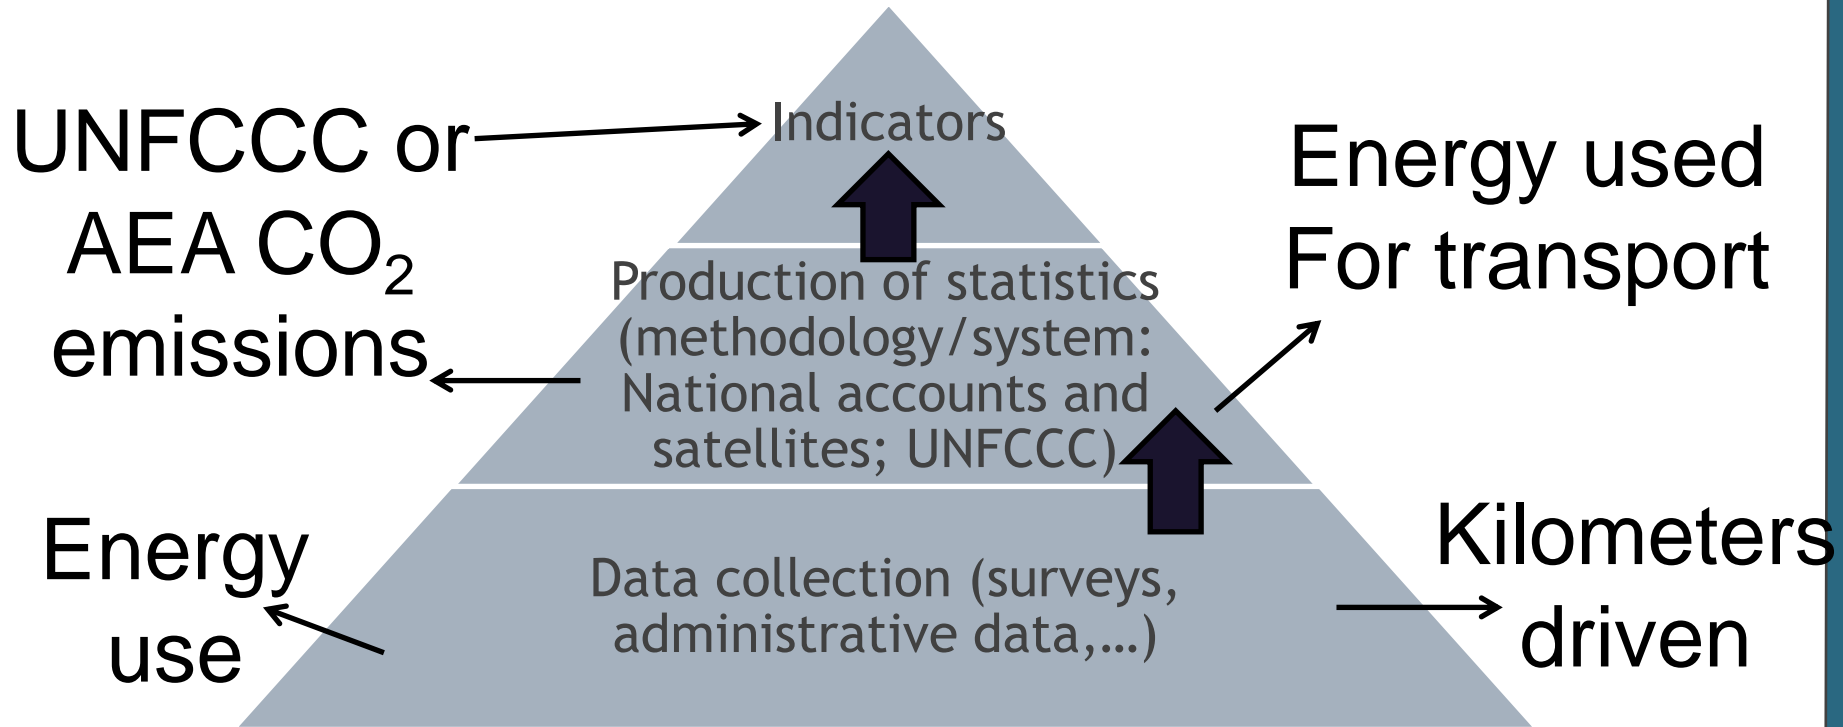 UNFCCC or
AEA CO₂
emissions
Indicators
Energy used
For transport
Production of statistics
(methodology/system:
National accounts and
satellites; UNFCCC)
Energy
use
Data collection (surveys,
administrative data,…)
Kilometers
driven